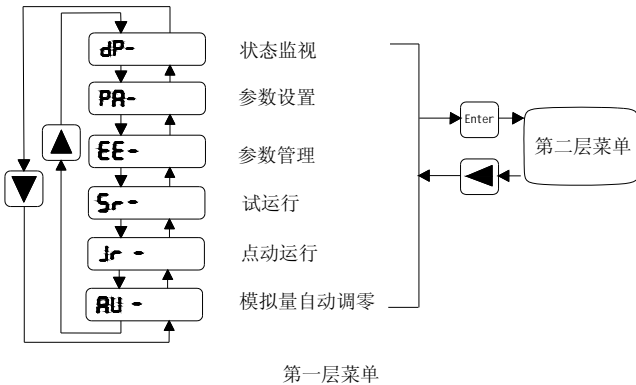 dP-
状态监视
PA-
参数设置
EE-
参数管理
Sr-
试运行
Jr -
点动运行
AU -
模拟量自动调零
Enter
第二层菜单
第一层菜单